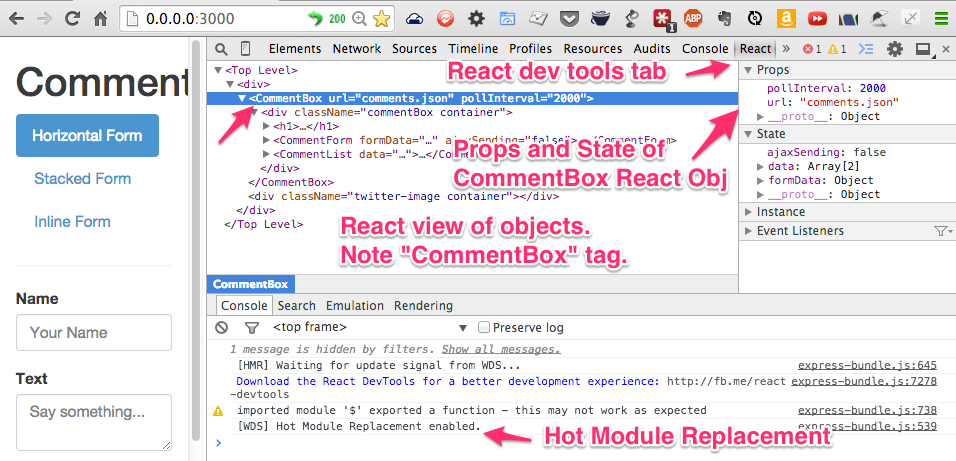 0.0.0.0:3000
200
1
ABP
Comment
Horizontal Form
Stacked Form
Inline Form
Name
Your Name
Text
Say something...
Elements Network Sources Timeline Profiles Resources Audits Console React » 1 1
<Top Level>
<div>
<CommentBox url="comments.json" pollInterval="2000">
<div className="commentBox container">
<h1>…</h1>
<CommentForm formData="…" ajaxSending="false">…</CommentForm>
<CommentList data="…">…</Co
</div>
</CommentBox>
<div className="twitter-image container"></div>
</div>
</Top Level>
React dev tools tab
Props and State of
CommentBox React Obj
React view of objects.
Note "CommentBox" tag.
Props
pollInterval: 2000
url: "comments.json"
__proto__: Object
State
ajaxSending: false
data: Array[2]
formData: Object
__proto__: Object
Instance
Event Listeners
CommentBox
Console Search Emulation Rendering
<top frame> Preserve log
1 message is hidden by filters. Show all messages.
[HMR] Waiting for update signal from WDS... express-bundle.js:645
Download the React DevTools for a better development experience: http://fb.me/react express-bundle.js:7278
-devtools
imported module '$' exported a function – this may not work as expected express-bundle.js:738
[WDS] Hot Module Replacement enabled. express-bundle.js:539
Hot Module Replacement